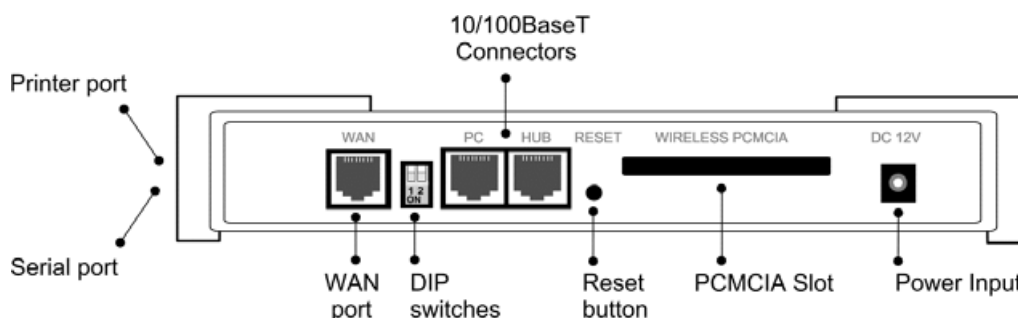 10/100BaseT
Connectors
Printer port
WAN
PC
HUB
RESET
WIRELESS PCMCIA
DC 12V
1 2
ON
Serial port
WAN
port
DIP
switches
Reset
button
PCMCIA Slot
Power Input